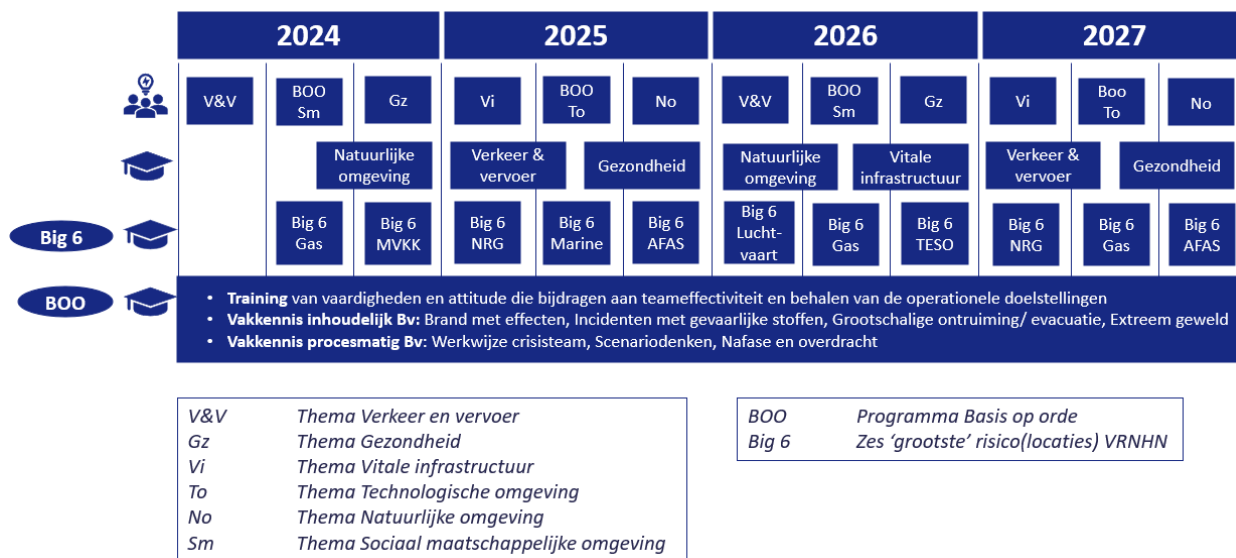 2024 2025 2026 2027
V&V
BOO
Sm
Gz
Vi
BOO
To
No
V&V
BOO
Sm
Gz
Vi
Boo
To
No
Natuurlijke
omgeving
Verkeer &
vervoer
Gezondheid
Natuurlijke
omgeving
Vitale
infrastructuur
Verkeer &
vervoer
Gezondheid
Big 6
Big 6
Gas
Big 6
MVKK
Big 6
NRG
Big 6
Marine
Big 6
AFAS
Big 6
Lucht-
vaart
Big 6
Gas
Big 6
TESO
Big 6
NRG
Big 6
Gas
Big 6
AFAS
BOO
• Training van vaardigheden en attitude die bijdragen aan teameffectiviteit en behalen van de operationele doelstellingen
• Vakkennis inhoudelijk Bv: Brand met effecten, Incidenten met gevaarlijke stoffen, Grootschalige ontruiming/ evacuatie, Extreem geweld
• Vakkennis procesmatig Bv: Werkwijze crisisteam, Scenariodenken, Nafase en overdracht
V&V Thema Verkeer en vervoer
Gz Thema Gezondheid
Vi Thema Vitale infrastructuur
To Thema Technologische omgeving
No Thema Natuurlijke omgeving
Sm Thema Sociaal maatschappelijke omgeving
BOO Programma Basis op orde
Big 6 Zes ‘grootste’ risico(locaties) VRNHN